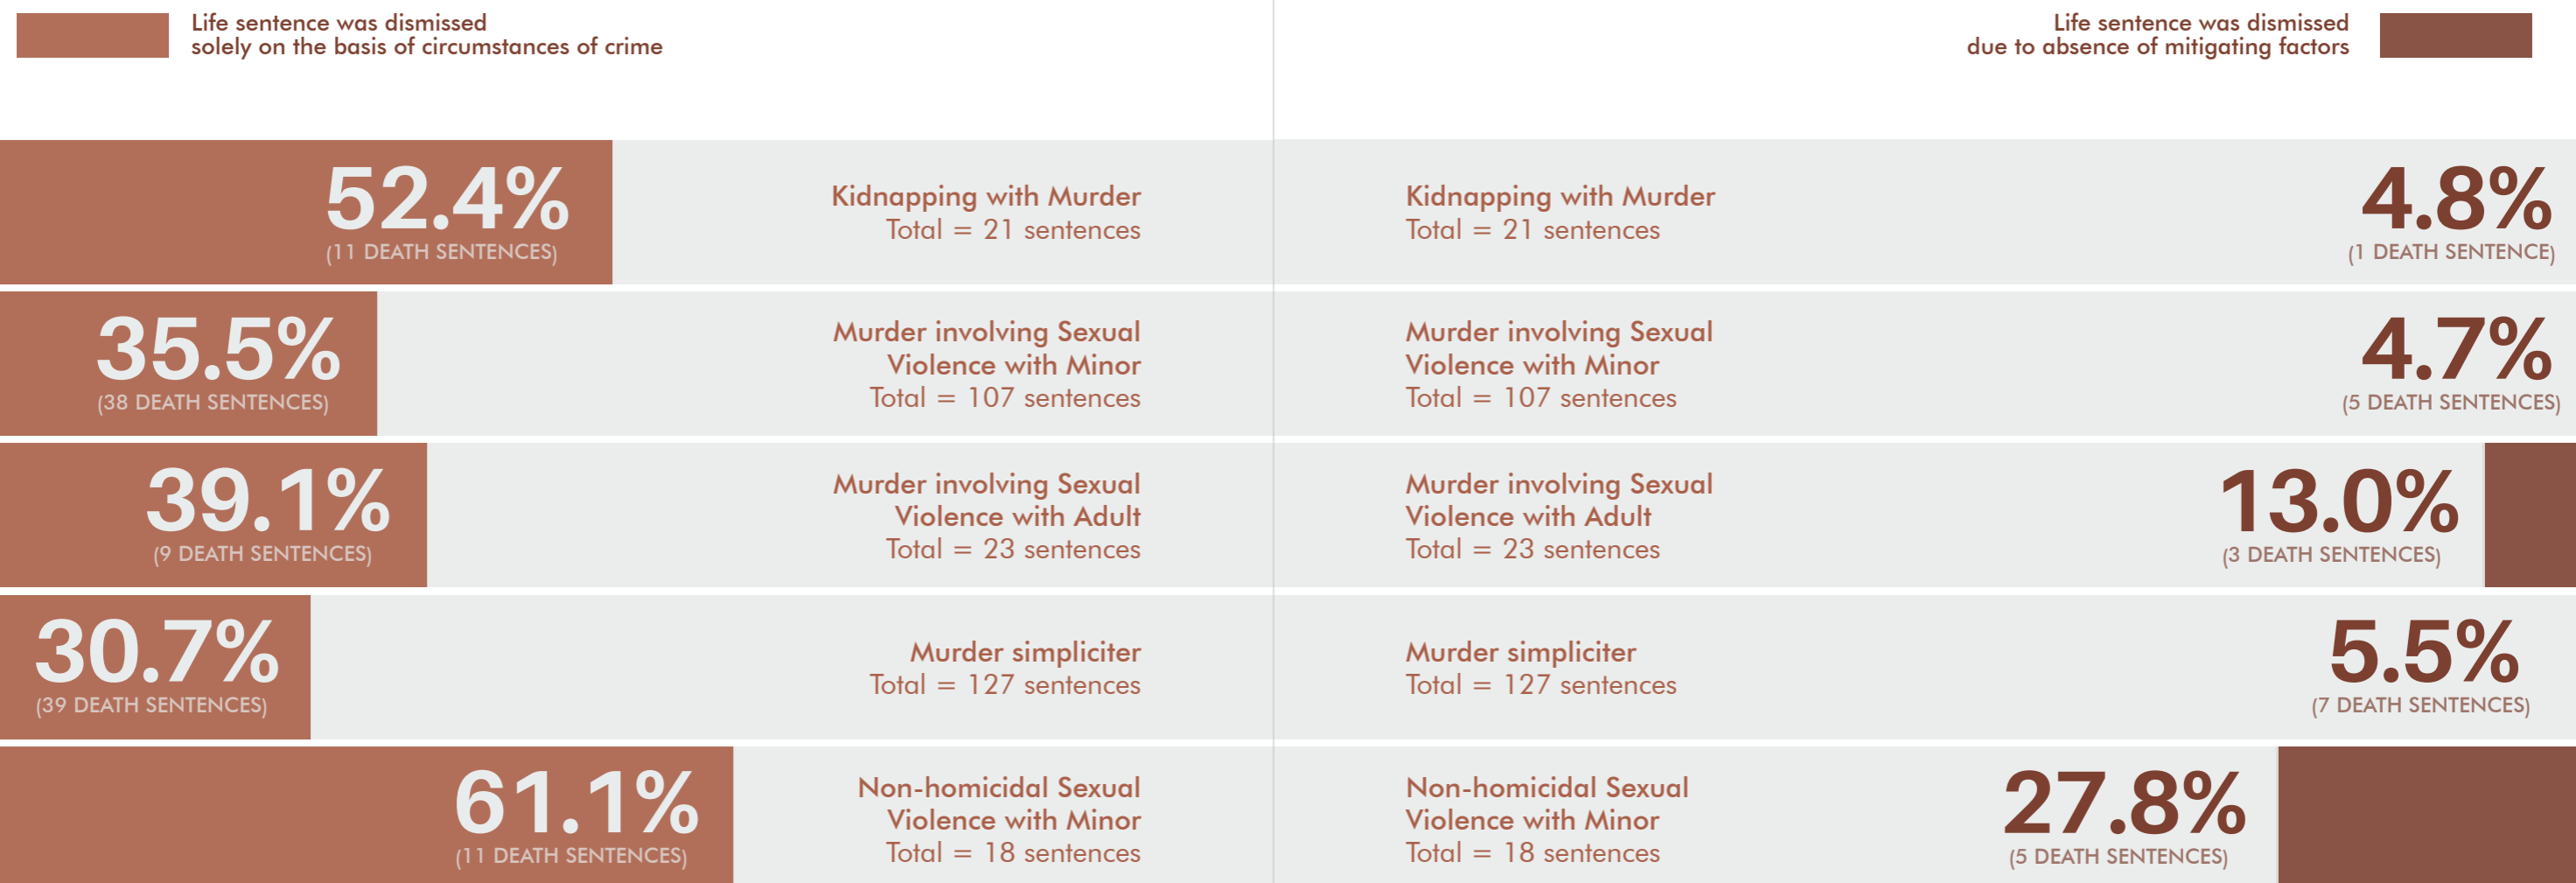 Life sentence was dismissed
solely on the basis of circumstances of crime
Life sentence was dismissed
due to absence of mitigating factors
52.4%
(11 DEATH SENTENCES)
Kidnapping with Murder
Total = 21 sentences
Kidnapping with Murder
Total = 21 sentences
4.8%
(1 DEATH SENTENCE)
35.5%
(38 DEATH SENTENCES)
Murder involving Sexual
Violence with Minor
Total = 107 sentences
Murder involving Sexual
Violence with Minor
Total = 107 sentences
4.7%
(5 DEATH SENTENCES)
39.1%
(9 DEATH SENTENCES)
Murder involving Sexual
Violence with Adult
Total = 23 sentences
Murder involving Sexual
Violence with Adult
Total = 23 sentences
13.0%
(3 DEATH SENTENCES)
30.7%
(39 DEATH SENTENCES)
Murder simpliciter
Total = 127 sentences
Murder simpliciter
Total = 127 sentences
5.5%
(7 DEATH SENTENCES)
61.1%
(11 DEATH SENTENCES)
Non-homicidal Sexual
Violence with Minor
Total = 18 sentences
Non-homicidal Sexual
Violence with Minor
Total = 18 sentences
27.8%
(5 DEATH SENTENCES)